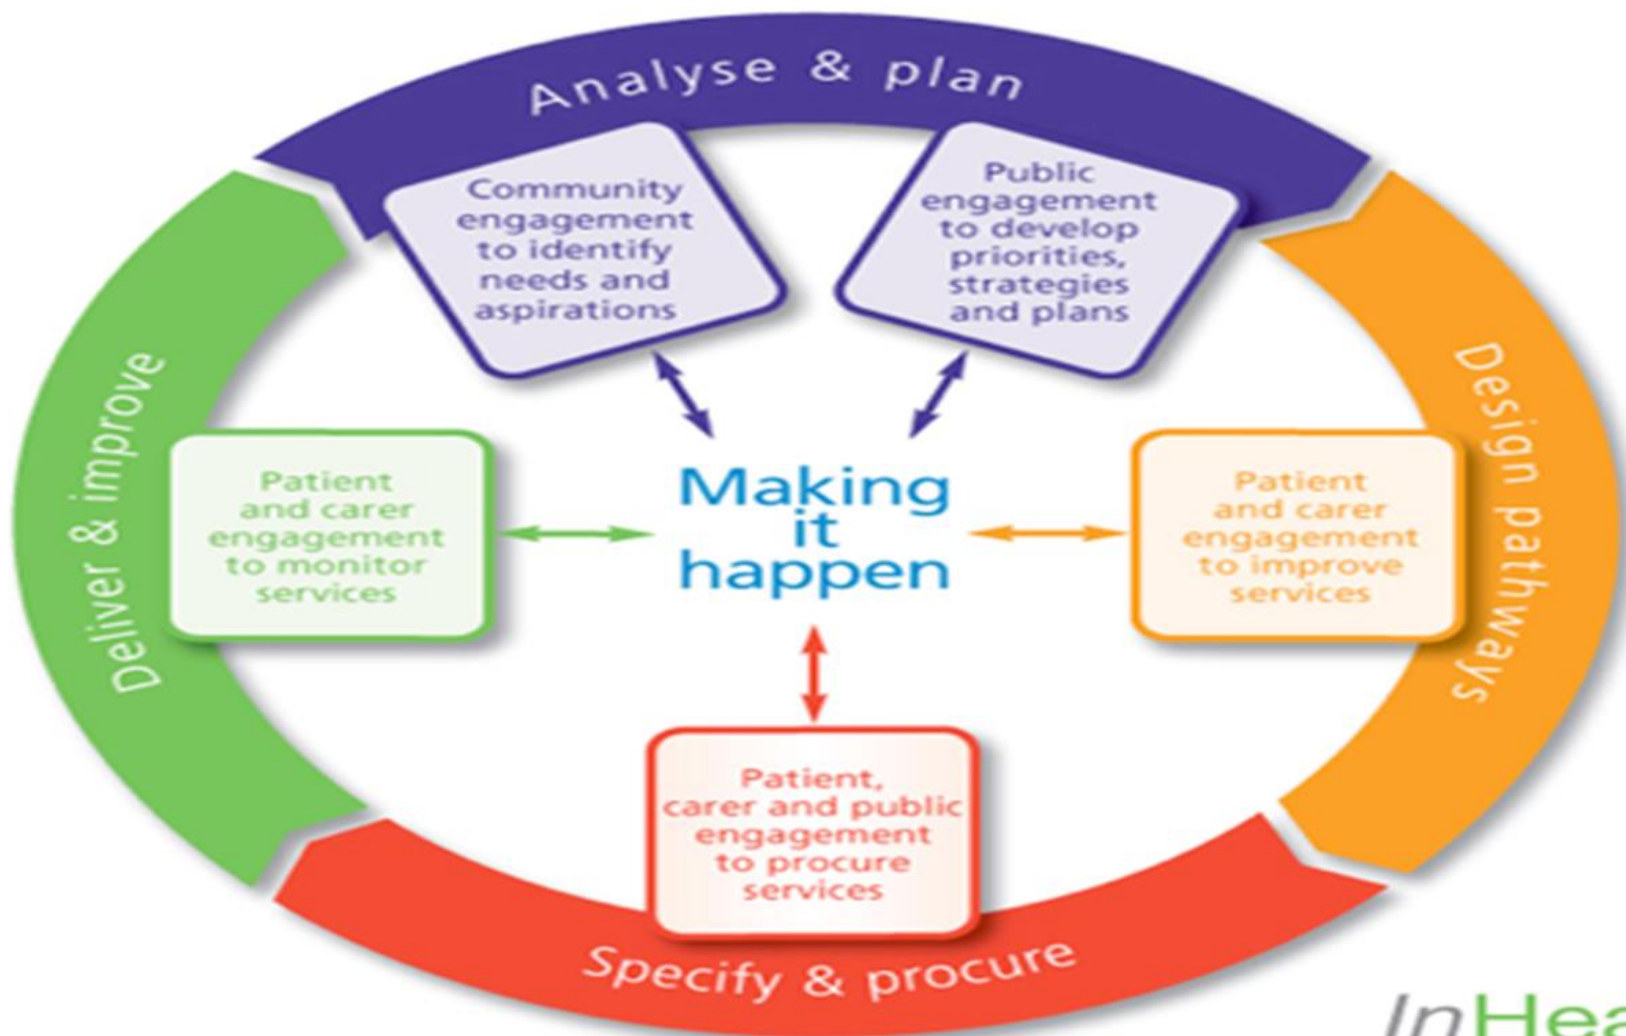 Analyse & plan
Community
engagement
to identify
needs and
aspirations
Public
engagement
to develop
priorities,
strategies
and plans
Design pathways
Patient
and carer
engagement
to improve
services
Making
it
happen
Patient
and carer
engagement
to monitor
services
Deliver & improve
Patient,
carer and public
engagement
to procure
services
Specify & procure